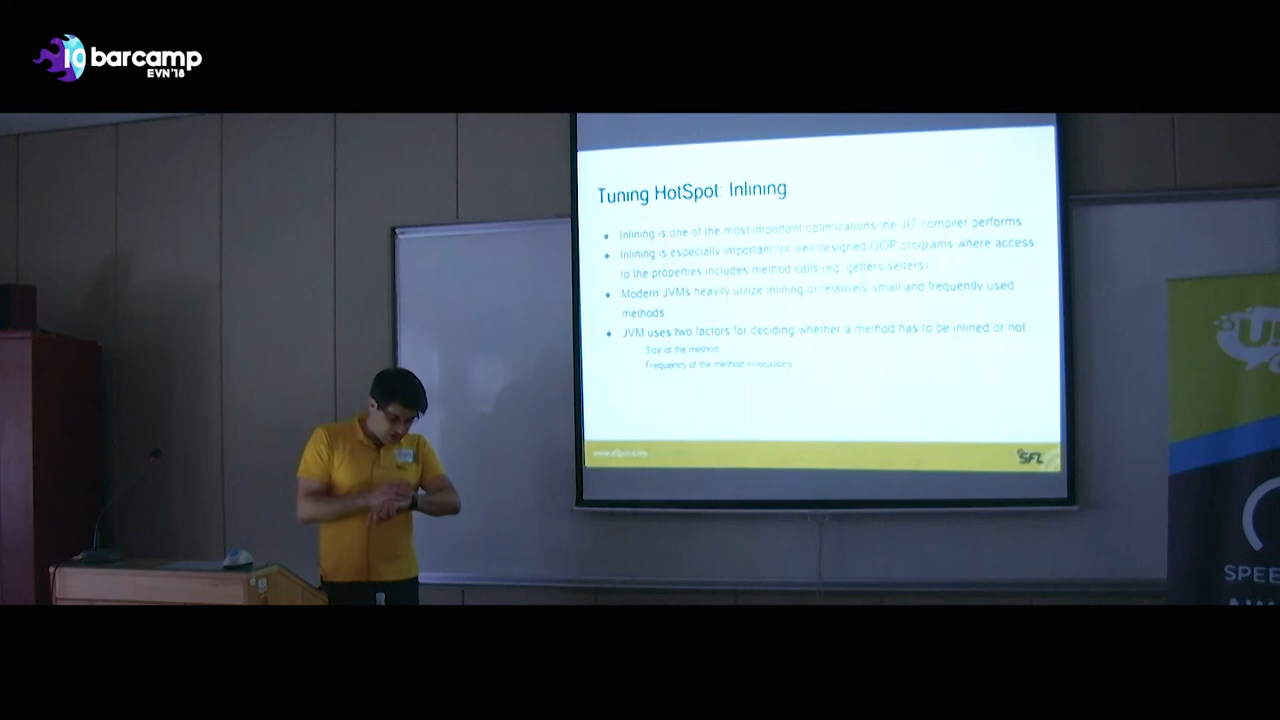 10 barcamp
EVN'18
Tuning HotSpot: Inlining
Inlining is one of the most important optimizations the JIT compiler performs
Inlining is especially important for well designed OOP programs where access
to the properties includes method calls (eg. getters/setters)
Modern JVMs heavily utilize inlining of relatively small and frequently used
methods
JVM uses two factors for deciding whether a method has to be inlined or not
Size of the method
Frequency of the method invocations
SFL
SPEE